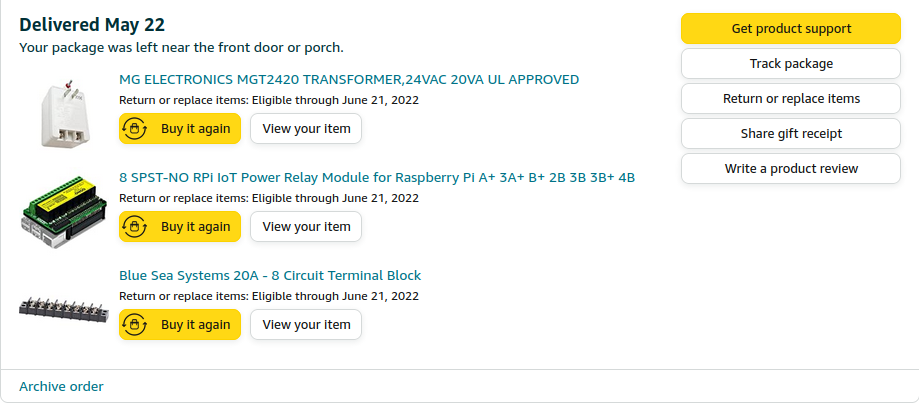 Delivered May 22
Your package was left near the front door or porch.
MG ELECTRONICS MGT2420 TRANSFORMER,24VAC 20VA UL APPROVED
Return or replace items: Eligible through June 21, 2022
Buy it again
View your item
8 SPST-NO RPi IoT Power Relay Module for Raspberry Pi A+ 3A+ B+ 2B 3B 3B+ 4B
Return or replace items: Eligible through June 21, 2022
Buy it again
View your item
Blue Sea Systems 20A - 8 Circuit Terminal Block
Return or replace items: Eligible through June 21, 2022
Buy it again
View your item
Get product support
Track package
Return or replace items
Share gift receipt
Write a product review
Archive order